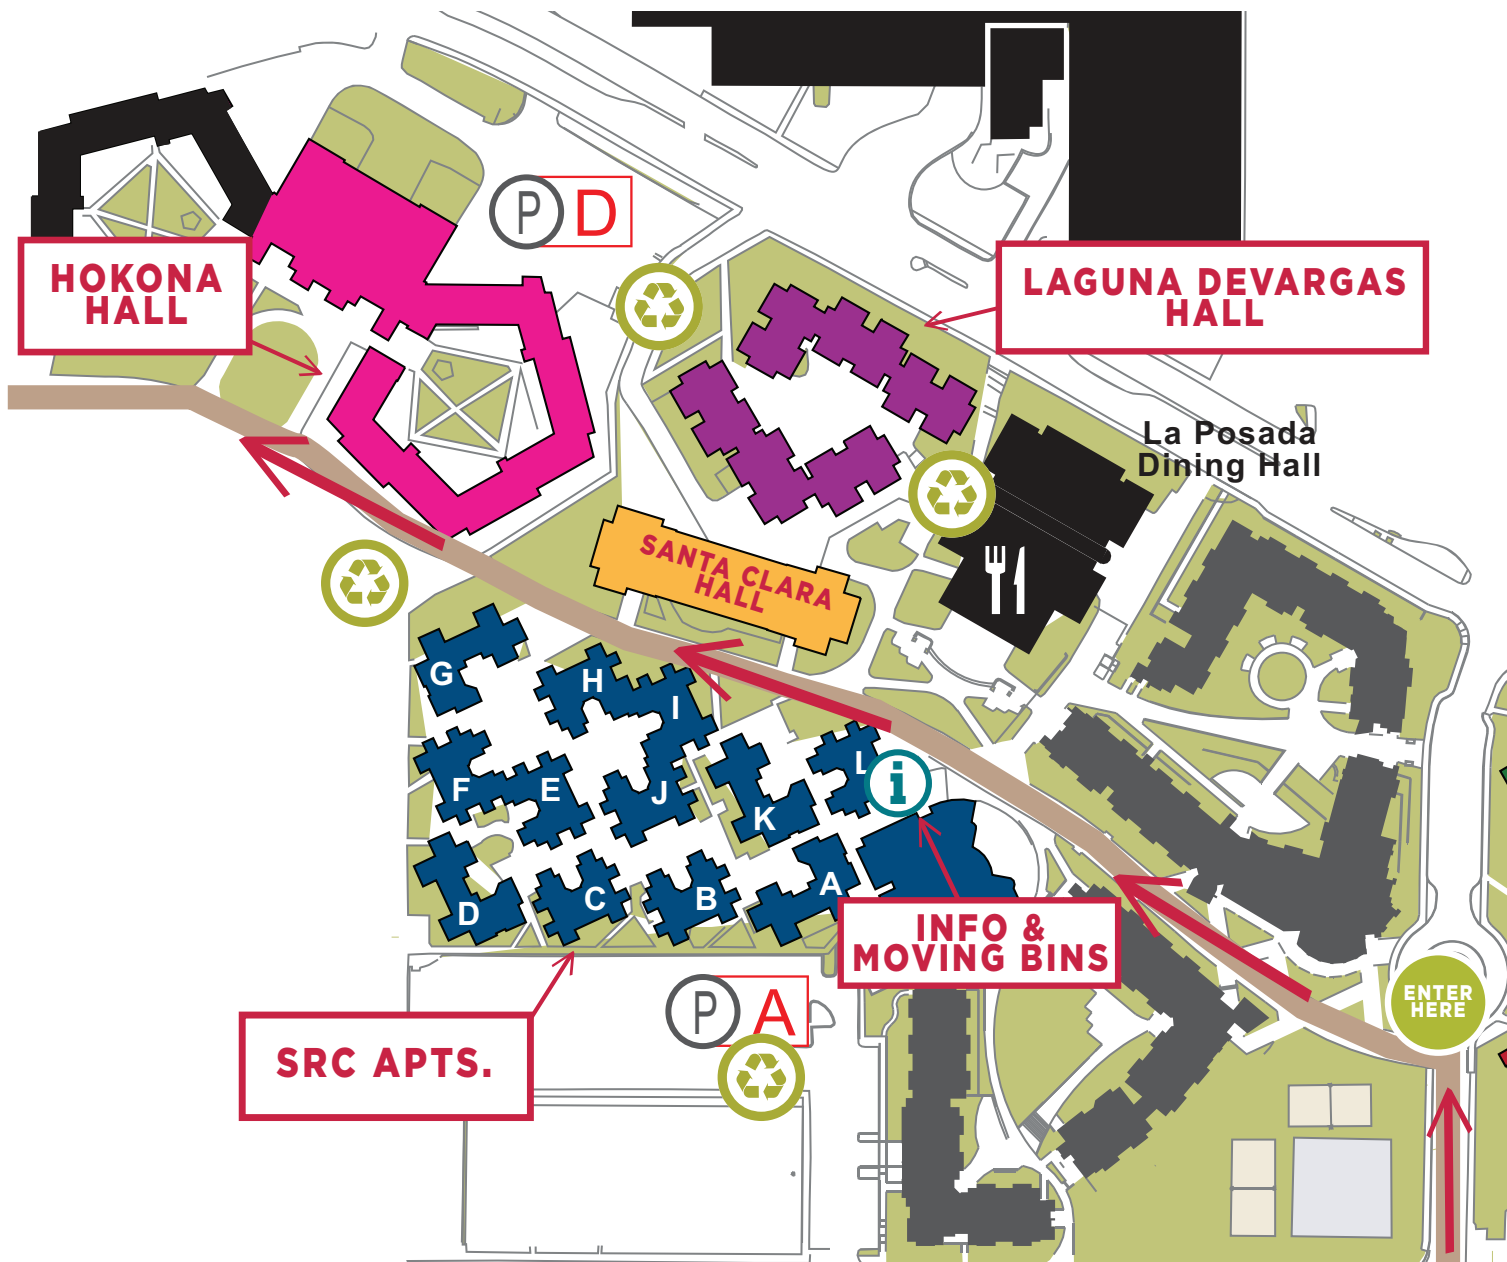 P D
HOKONA
HALL
LAGUNA DEVARGAS
HALL
La Posada
Dining Hall
SANTA CLARA
HALL
G
H
I
F
E
J
K
L
i
D
C
B
A
INFO &
MOVING BINS
ENTER
HERE
P A
SRC APTS.